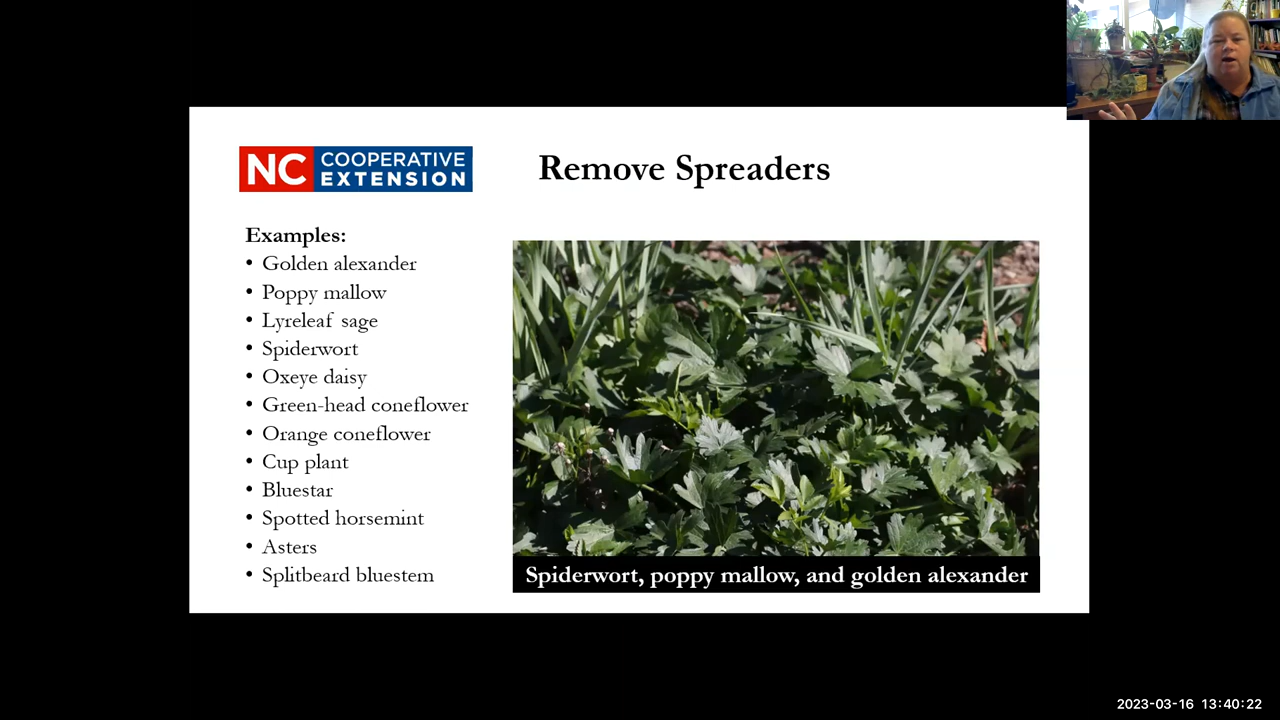 NC COOPERATIVE
EXTENSION
Remove Spreaders
Examples:
• Golden alexander
• Poppy mallow
• Lyreleaf sage
• Spiderwort
• Oxeye daisy
• Green-head coneflower
• Orange coneflower
• Cup plant
• Bluestar
• Spotted horsemint
• Asters
• Splitbeard bluestem
Spiderwort, poppy mallow, and golden alexander
2023-03-16 13:40:22